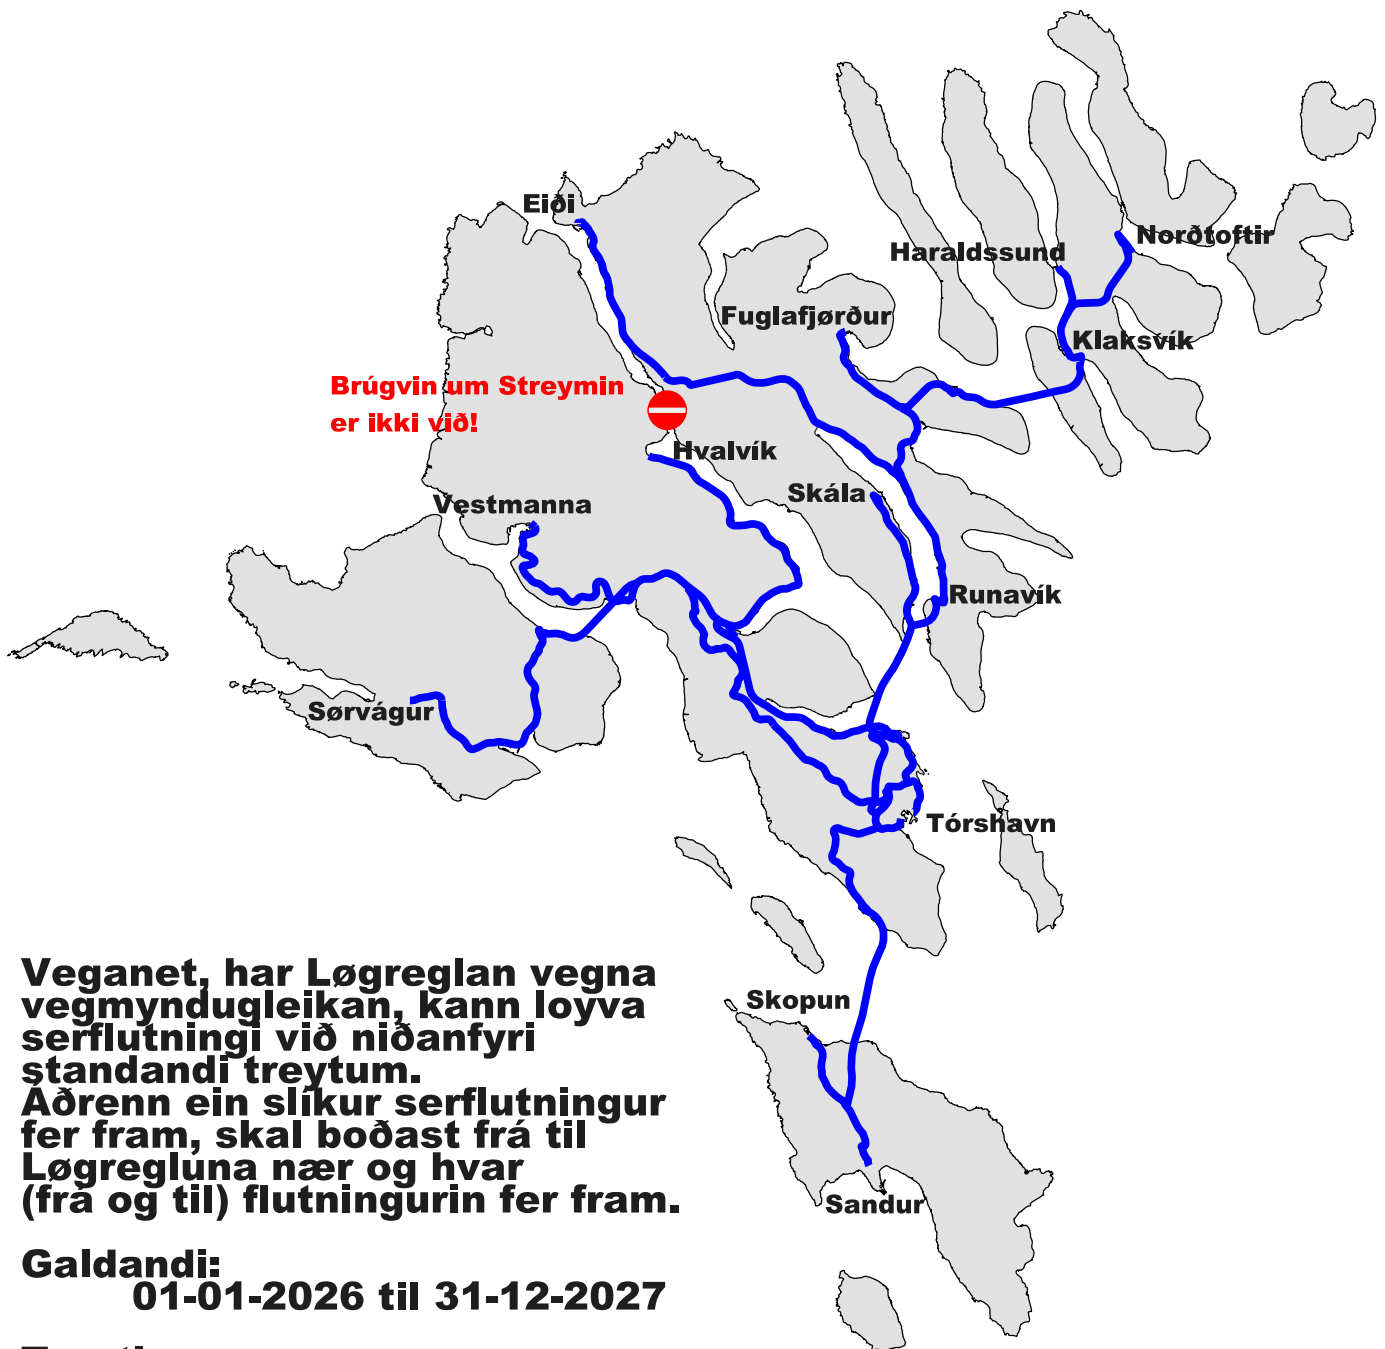 Eiði
Norðtoftir
Haraldssund
Fuglafjørður
Klaksvík
Brúgvin um Streymin
er ikki við!
Hvalvík
Skála
Vestmanna
Runavík
Sørvágur
Tórshavn
Skopun
Sandur
Veganet, har Løgreglan vegna
vegmyndugleikan, kann loyva
serflutningi við niðanfyri
standandi treytum.
Áðrenn ein slíkur serflutningur
fer fram, skal boðast frá til
Løgregluna nær og hvar
(frá og til) flutningurin fer fram.
Galdandi:
01-01-2026 til 31-12-2027